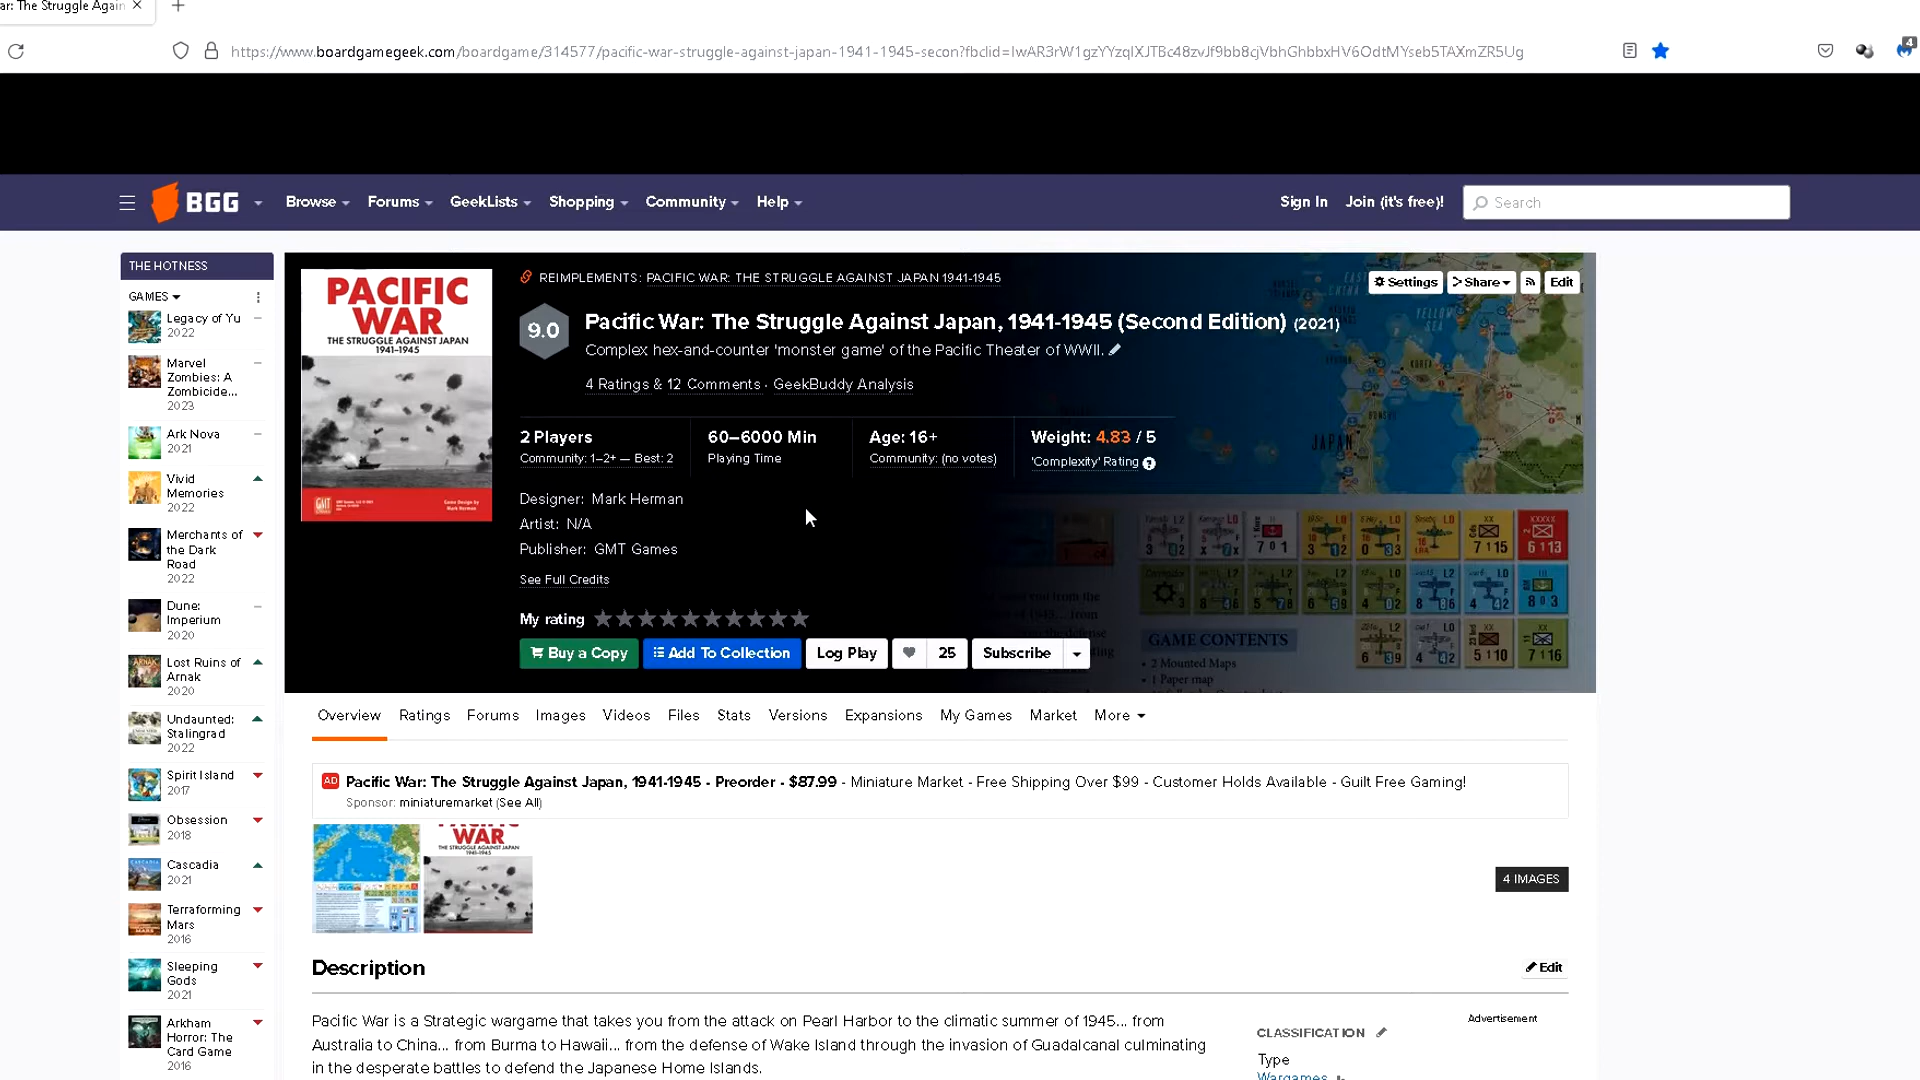 ar: The Struggle Again
https://www.boardgamegeek.com/boardgame/314577/pacific-war-struggle-against-japan-1941-1945-secon?fbclid=IwAR3rW1gzYYzqIXJTBc48zvJf9bb8cjVbhGhbbxHV6OdtMYseb5TAXmZR5Ug
4
BGG
Browse
Forums
GeekLists
Shopping
Community
Help
Sign In
Join (it's free)!
Search
THE HOTNESS
GAMES
Legacy of Yu
2022
Marvel
Zombies: A
Zombicide...
2023
Ark Nova
2021
Vivid
Memories
2022
Merchants of
the Dark
Road
2022
Dune:
Imperium
2020
Lost Ruins of
Arnak
2020
Undaunted:
Stalingrad
2022
Spirit Island
2017
Obsession
2018
Cascadia
2021
Terraforming
Mars
2016
Sleeping
Gods
2021
Arkham
Horror: The
Card Game
2016
PACIFIC
WAR
THE STRUGGLE AGAINST JAPAN
1941-1945
REIMPLEMENTS: PACIFIC WAR: THE STRUGGLE AGAINST JAPAN 1941-1945
Settings
Share
Edit
9.0
Pacific War: The Struggle Against Japan, 1941-1945 (Second Edition) (2021)
Complex hex-and-counter 'monster game' of the Pacific Theater of WWII.
4 Ratings & 12 Comments · GeekBuddy Analysis
2 Players
Community: 1–2+ — Best: 2
60–6000 Min
Playing Time
Age: 16+
Community: (no votes)
Weight: 4.83 / 5
'Complexity' Rating
Designer: Mark Herman
Artist: N/A
Publisher: GMT Games
See Full Credits
My rating
Buy a Copy
Add To Collection
Log Play
25
Subscribe
JAPAN
KOREA
YELLOW
SEA
GAME CONTENTS
• 2 Mounted Maps
• 1 Paper map
Overview
Ratings
Forums
Images
Videos
Files
Stats
Versions
Expansions
My Games
Market
More
AD
Pacific War: The Struggle Against Japan, 1941-1945 - Preorder - $87.99 - Miniature Market - Free Shipping Over $99 - Customer Holds Available - Guilt Free Gaming!
Sponsor: miniaturemarket (See All)
WAR
THE STRUGGLE AGAINST JAPAN
1941-1945
4 IMAGES
Description
Edit
Pacific War is a Strategic wargame that takes you from the attack on Pearl Harbor to the climatic summer of 1945... from
Australia to China... from Burma to Hawaii... from the defense of Wake Island through the invasion of Guadalcanal culminating
in the desperate battles to defend the Japanese Home Islands.
CLASSIFICATION
Type
Wargames
Advertisement